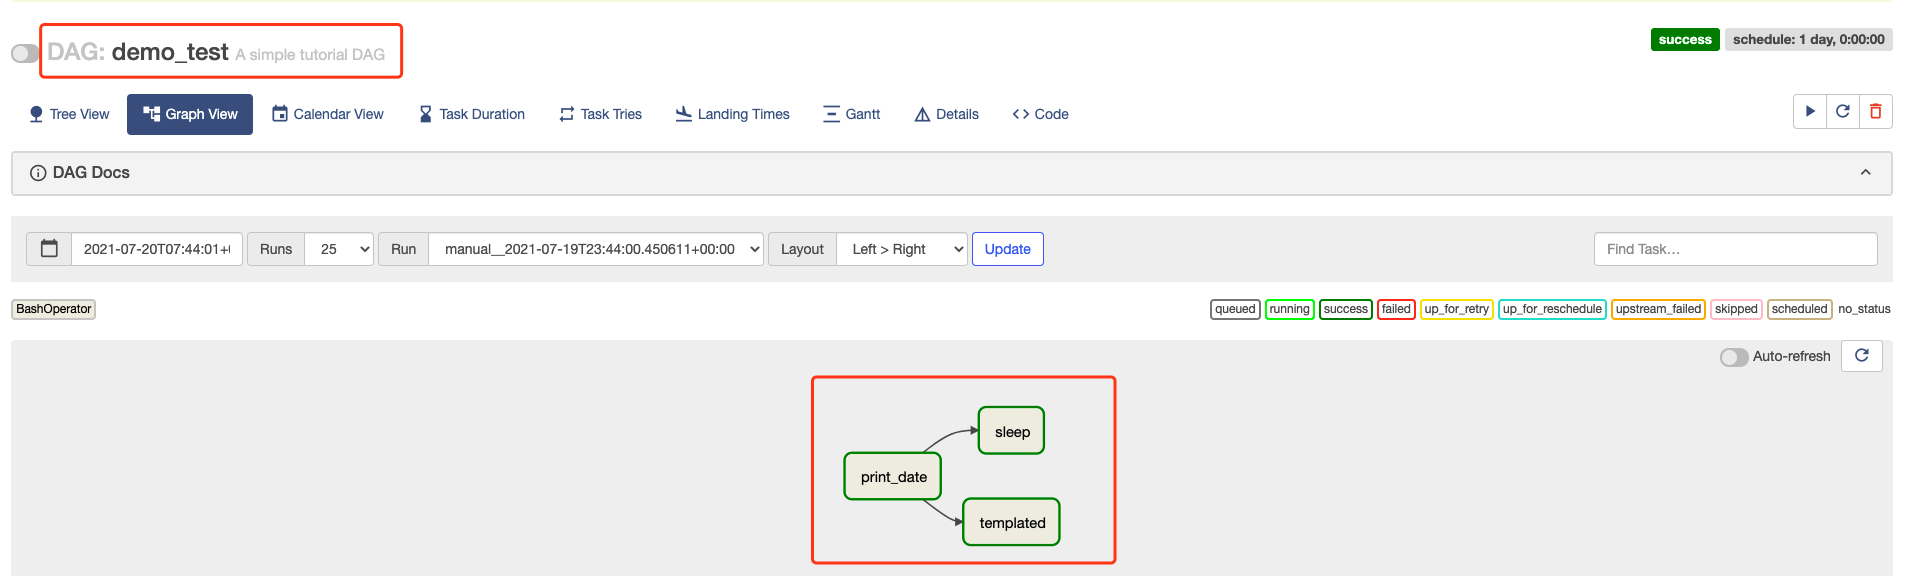 DAG: demo_test A simple tutorial DAG
success schedule: 1 day, 0:00:00
Tree View Graph View Calendar View Task Duration Task Tries Landing Times Gantt Details Code
DAG Docs
2021-07-20T07:44:01+ Runs 25 Run manual__2021-07-19T23:44:00.450611+00:00 Layout Left > Right Update Find Task...
BashOperator queued running success failed up_for_retry up_for_reschedule upstream_failed skipped scheduled no_status
Auto-refresh
sleep
print_date
templated